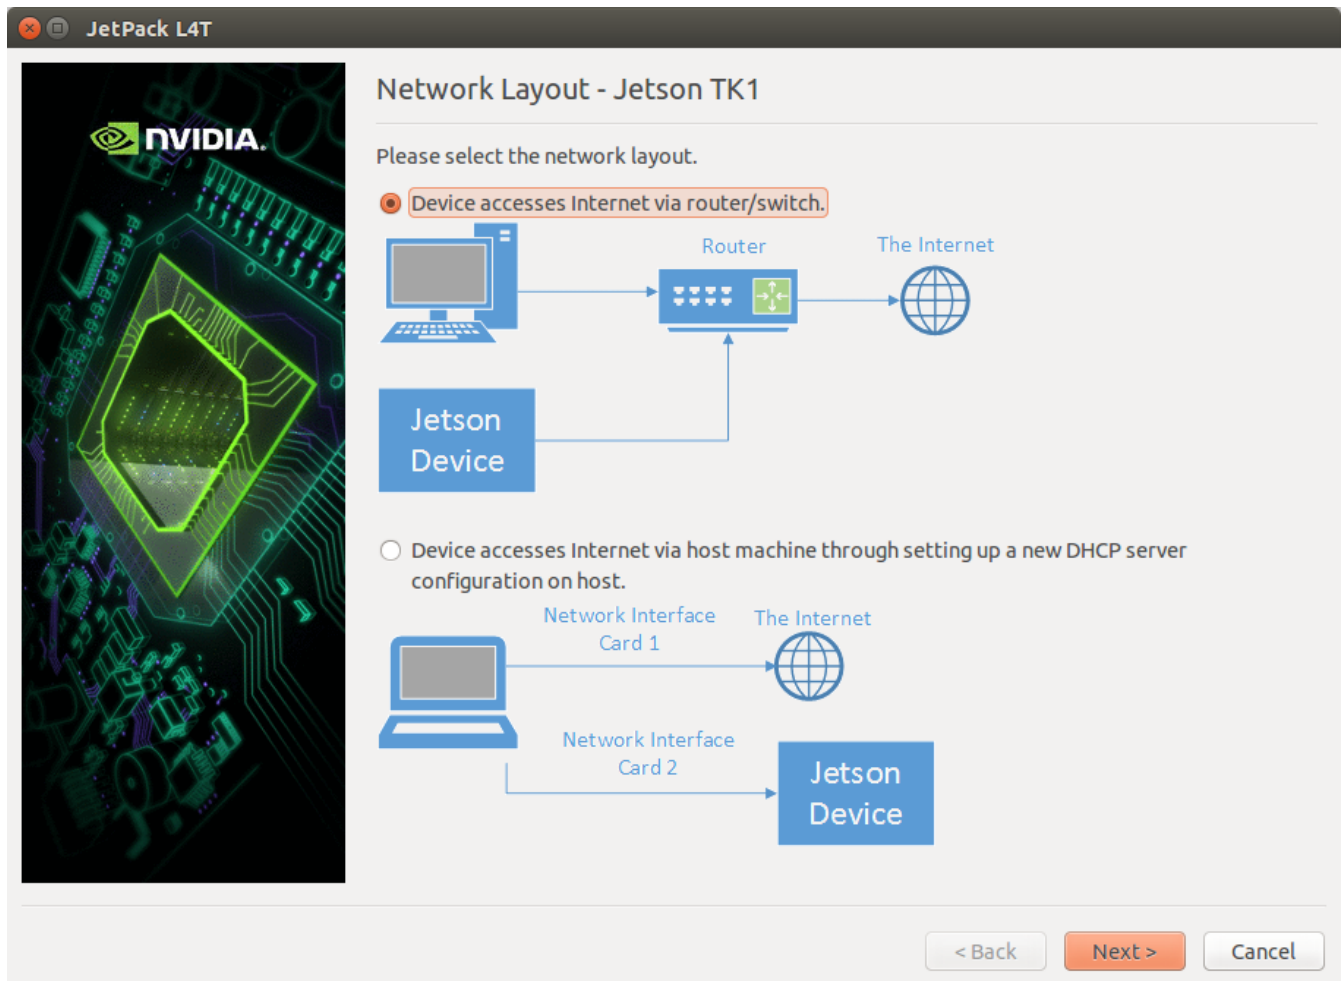 JetPack L4T
NVIDIA.
Network Layout - Jetson TK1
Please select the network layout.
Device accesses Internet via router/switch.
Router
The Internet
Jetson
Device
Device accesses Internet via host machine through setting up a new DHCP server
configuration on host.
Network Interface
Card 1
The Internet
Network Interface
Card 2
Jetson
Device
< Back
Next >
Cancel